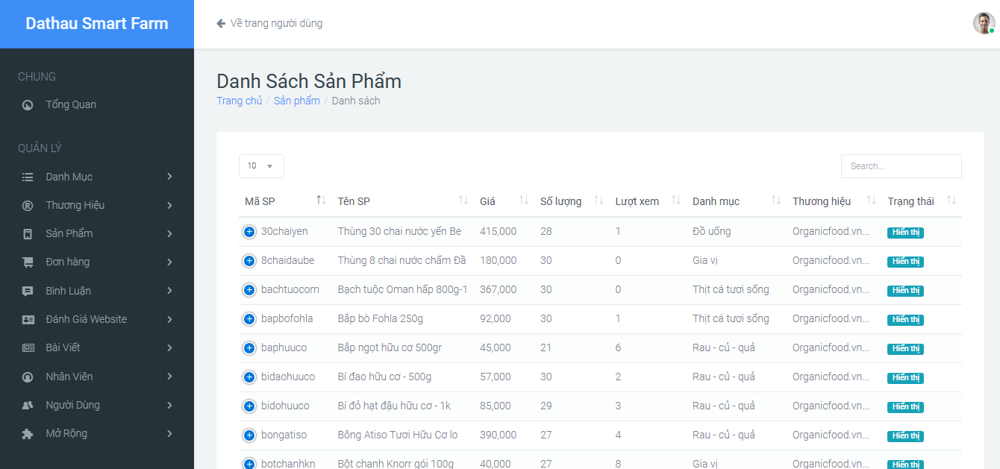 Dathau Smart Farm
Về trang người dùng
CHUNG
Tổng Quan
QUẢN LÝ
Danh Mục
Thương Hiệu
Sản Phẩm
Đơn hàng
Bình Luận
Đánh Giá Website
Bài Viết
Nhân Viên
Người Dùng
Mở Rộng
Danh Sách Sản Phẩm
Trang chủ / Sản phẩm / Danh sách
10 Search...
Mã SP Tên SP Giá Số lượng Lượt xem Danh mục Thương hiệu Trạng thái
30chaiyen Thùng 30 chai nước yến Be 415,000 28 1 Đồ uống Organicfood.vn... Hiển thị
8chaidaube Thùng 8 chai nước chấm Đầ 180,000 30 0 Gia vị Organicfood.vn... Hiển thị
bachtuocom Bạch tuộc Oman hấp 800g-1 367,000 30 0 Thịt cá tươi sống Organicfood.vn... Hiển thị
bapbofohla Bắp bò Fohla 250g 92,000 30 1 Thịt cá tươi sống Organicfood.vn... Hiển thị
baphuuco Bắp ngọt hữu cơ 500gr 45,000 21 6 Rau - củ - quả Organicfood.vn... Hiển thị
bidaohuuco Bí đao hữu cơ - 500g 57,000 30 2 Rau - củ - quả Organicfood.vn... Hiển thị
bidohuuco Bí đỏ hạt đậu hữu cơ - 1k 85,000 29 3 Rau - củ - quả Organicfood.vn... Hiển thị
bongatiso Bông Atiso Tươi Hữu Cơ lo 390,000 27 4 Rau - củ - quả Organicfood.vn... Hiển thị
botchanhkn Bột chanh Knorr gói 100g 40,000 27 8 Gia vị Organicfood.vn... Hiển thị